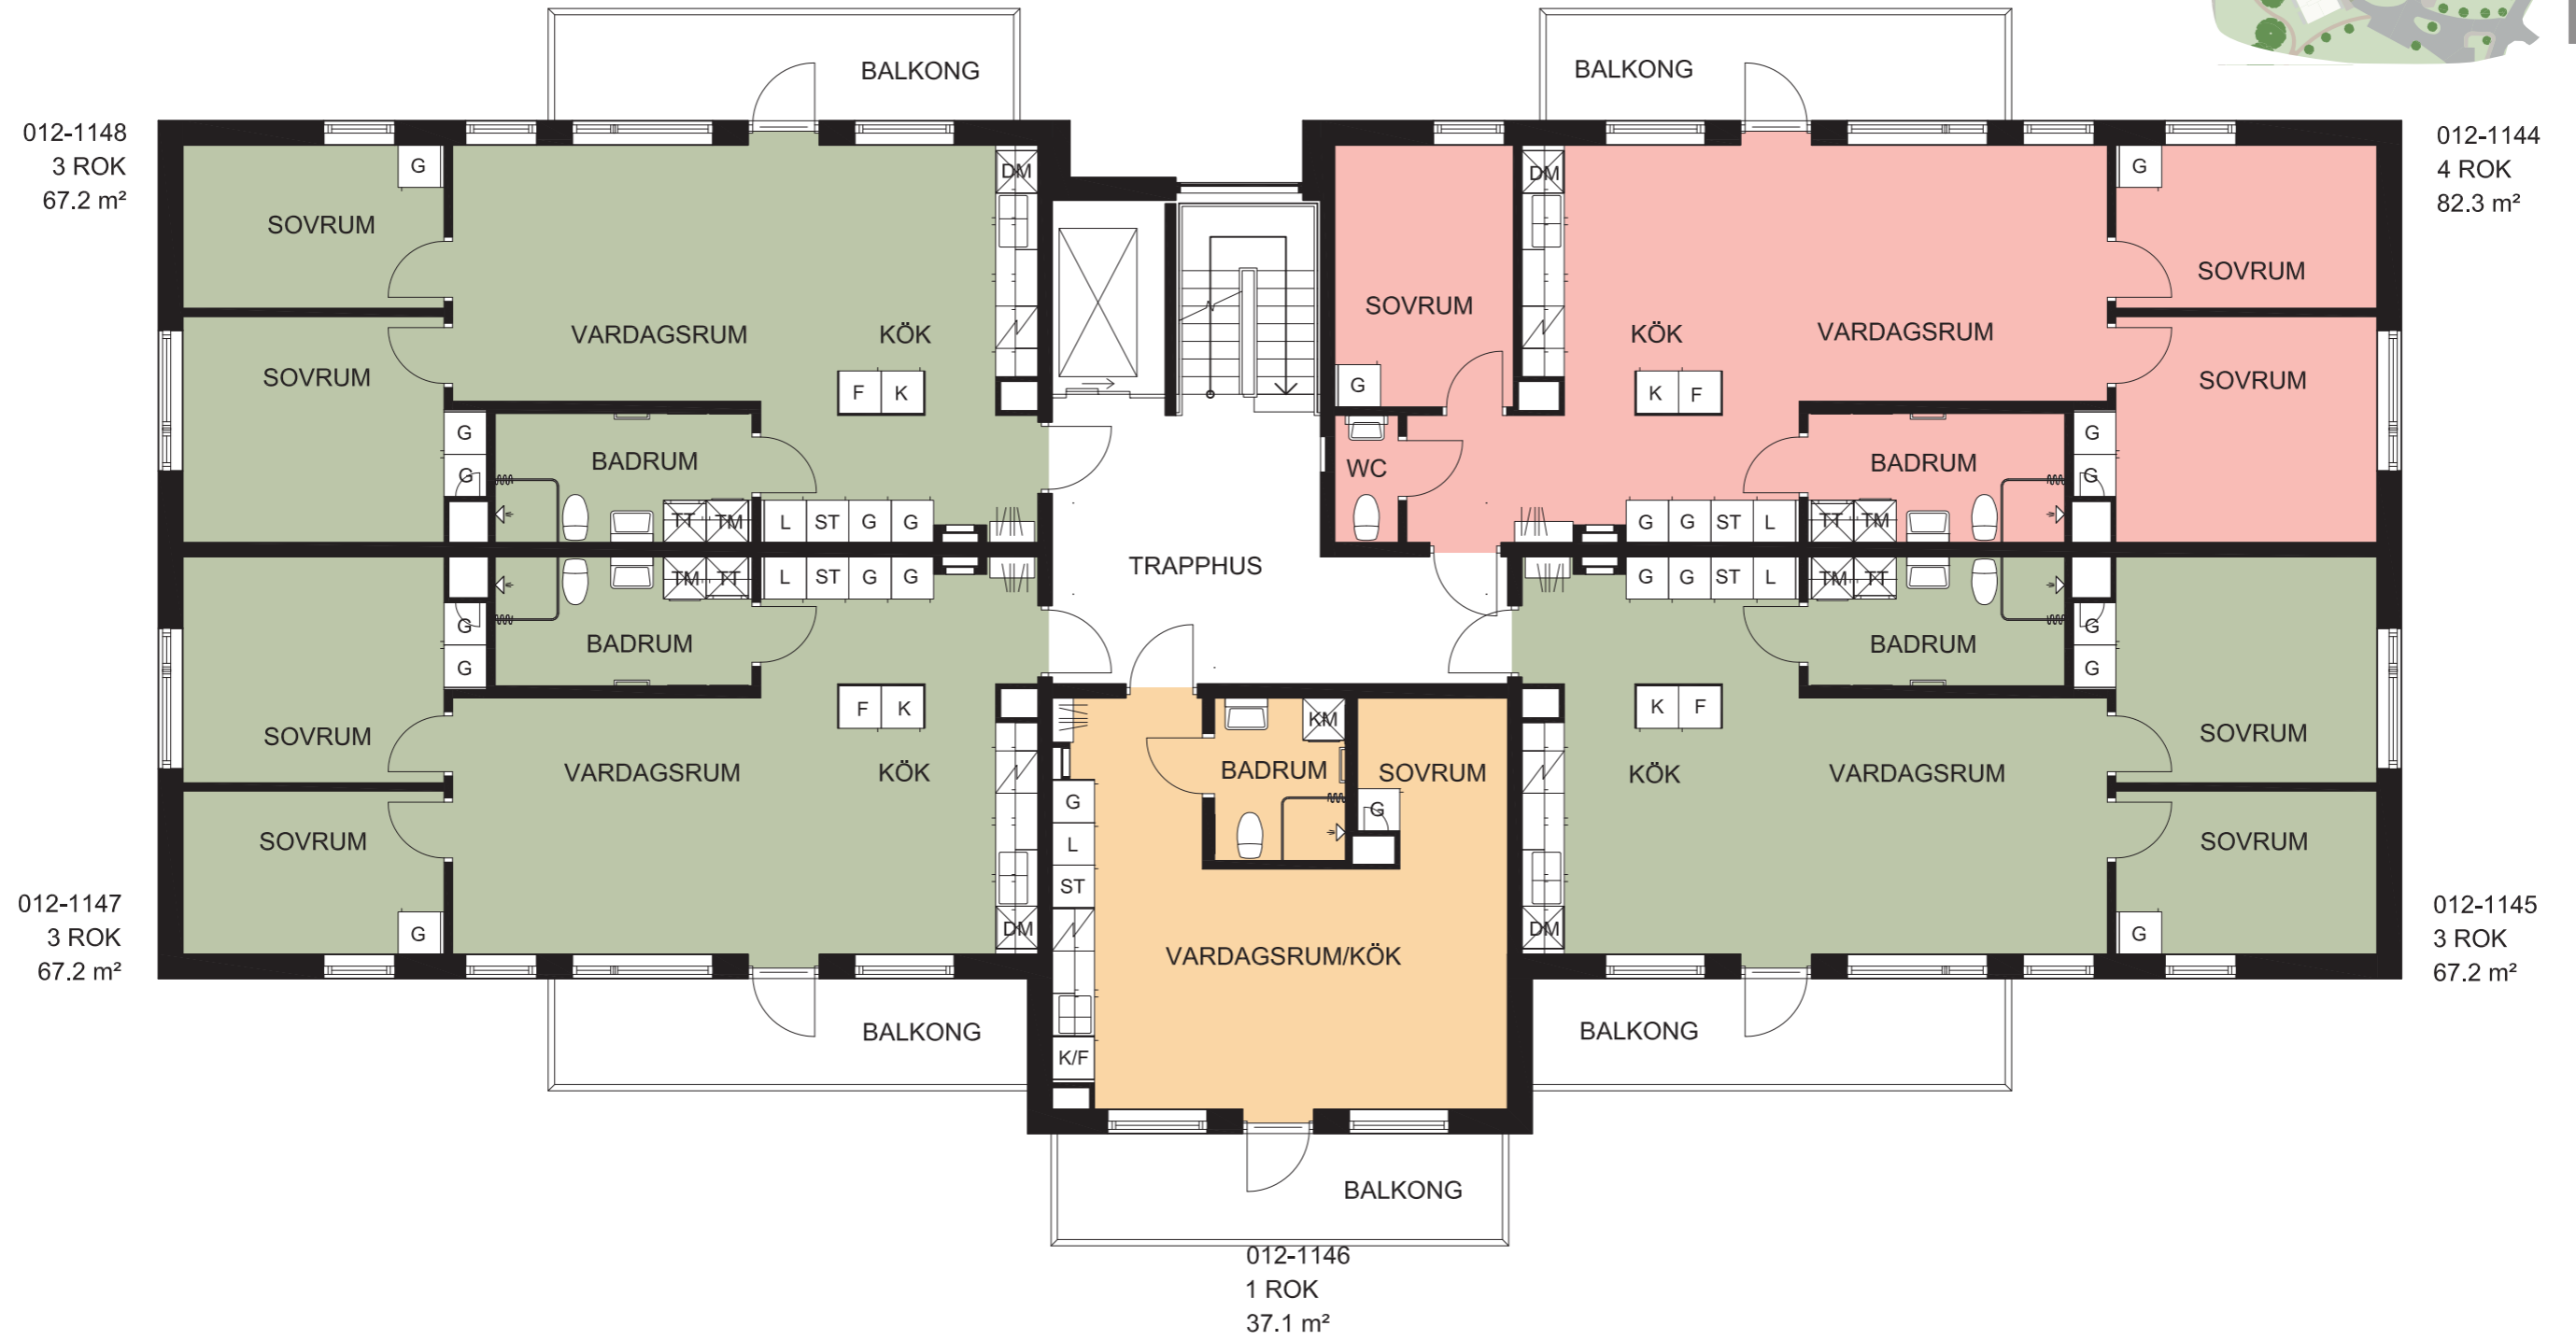 BALKONG
BALKONG
012-1148
3 ROK
67.2 m²
012-1144
4 ROK
82.3 m²
G
DM
DM
G
SOVRUM
SOVRUM
SOVRUM
VARDAGSRUM
KÖK
KÖK
VARDAGSRUM
SOVRUM
SOVRUM
F
K
G
K
F
G
G
BADRUM
WC
BADRUM
G
G
TT
TM
L
ST
G
G
G
G
ST
L
TT
TM
TRAPPHUS
TM
TT
L
ST
G
G
G
G
ST
L
TM
TT
G
G
BADRUM
BADRUM
G
G
F
K
K
F
KM
SOVRUM
VARDAGSRUM
KÖK
BADRUM
SOVRUM
KÖK
VARDAGSRUM
SOVRUM
G
G
L
ST
SOVRUM
SOVRUM
012-1147
3 ROK
67.2 m²
G
DM
VARDAGSRUM/KÖK
DM
G
012-1145
3 ROK
67.2 m²
BALKONG
K/F
BALKONG
BALKONG
012-1146
1 ROK
37.1 m²